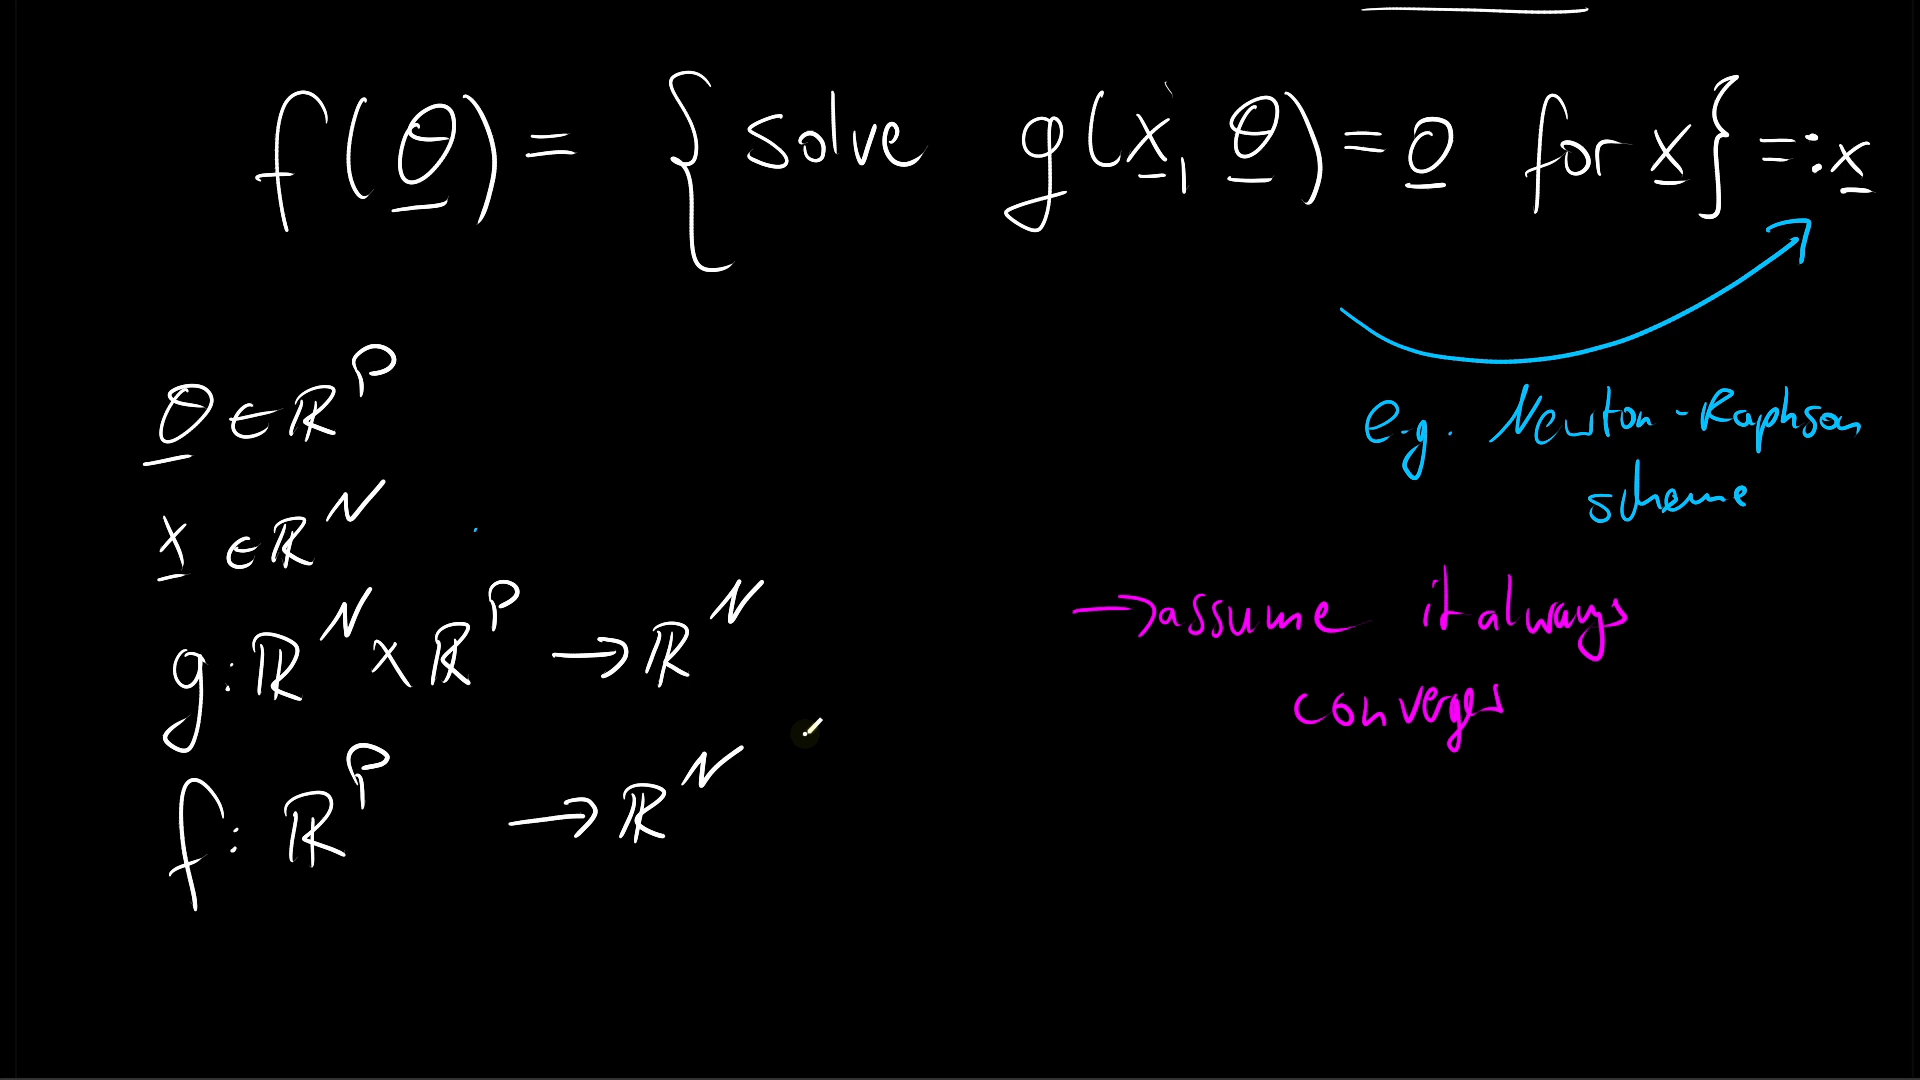 f(θ) = {solve g(x, θ) = 0 for x} =: x
e.g. Newton-Raphson
scheme
→ assume it always
converges
θ ∈ ℝ^P
x ∈ ℝ^N
g: ℝ^N × ℝ^P → ℝ^N
f: ℝ^P → ℝ^N